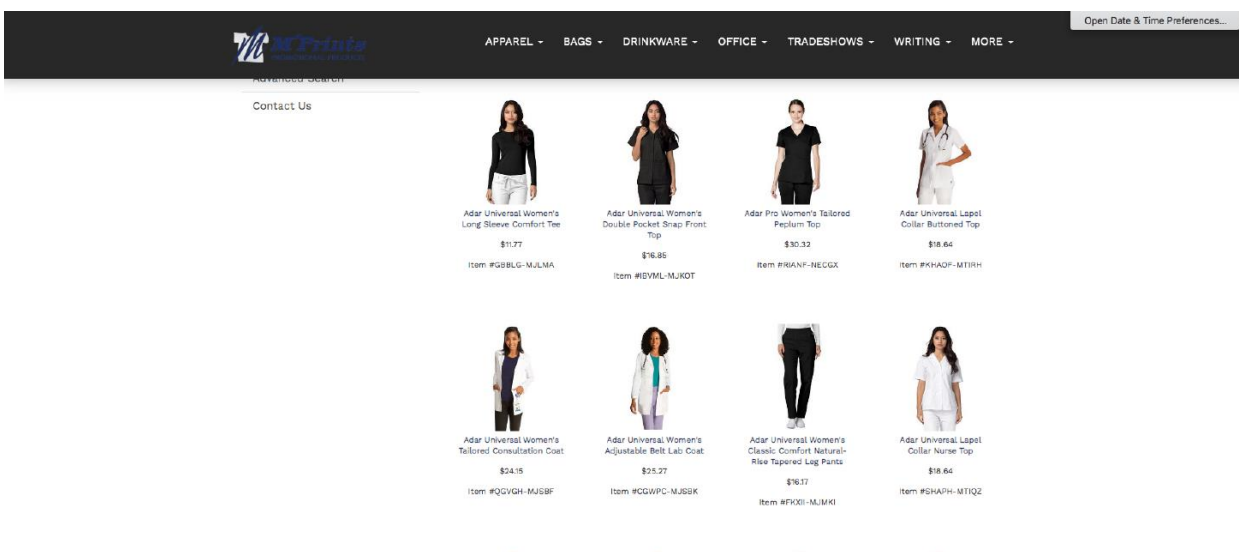 Open Date & Time Preferences...
M'Prints
APPAREL
BAGS
DRINKWARE
OFFICE
TRADESHOWS
WRITING
MORE
Advanced Search
Contact Us
Adar Universal Women's
Long Sleeve Comfort Tee
$11.77
Item #GBBLG-MJLMA
Adar Universal Women's
Double Pocket Snap Front
Top
$16.85
Item #IBVML-MJKOT
Adar Pro Women's Tailored
Peplum Top
$30.32
Item #RIANF-NECGX
Adar Universal Lapel
Collar Buttoned Top
$18.64
Item #KHAOF-MTIRH
Adar Universal Women's
Tailored Consultation Coat
$24.15
Item #QGVGH-MJSBF
Adar Universal Women's
Adjustable Belt Lab Coat
$25.27
Item #CGWPC-MJSBK
Adar Universal Women's
Classic Comfort Natural-
Rise Tapered Leg Pants
$16.17
Item #FKXII-MJMKI
Adar Universal Lapel
Collar Nurse Top
$18.64
Item #SHAPH-MTIQZ